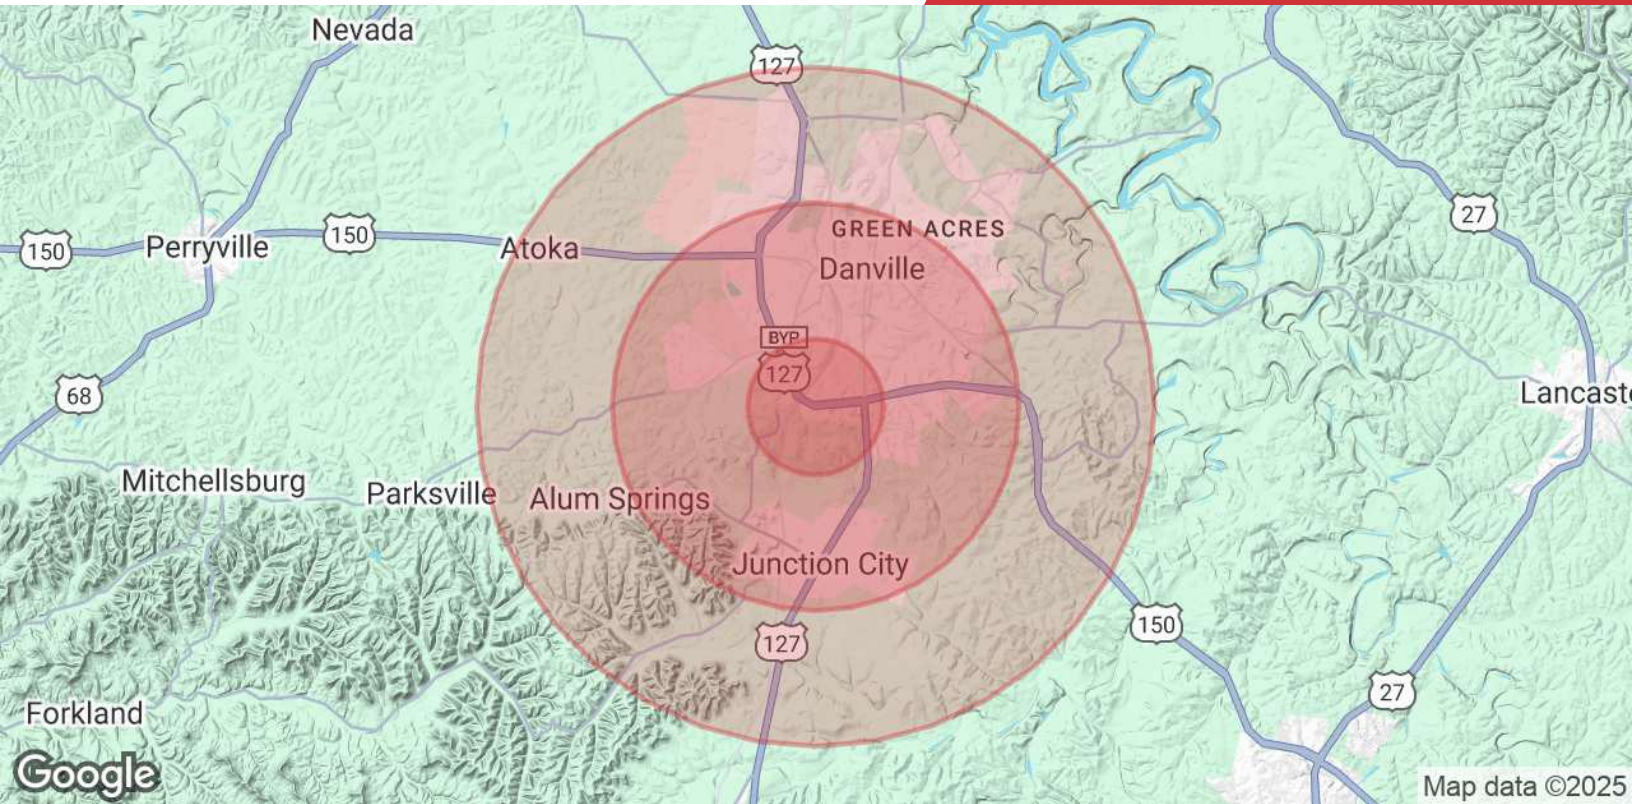 Nevada
127
27
GREEN ACRES
150
Perryville
150
Atoka
Danville
BYP
127
68
Lancast
Mitchellsburg
Parksville
Alum Springs
Junction City
150
127
27
Forkland
Google
Map data ©2025